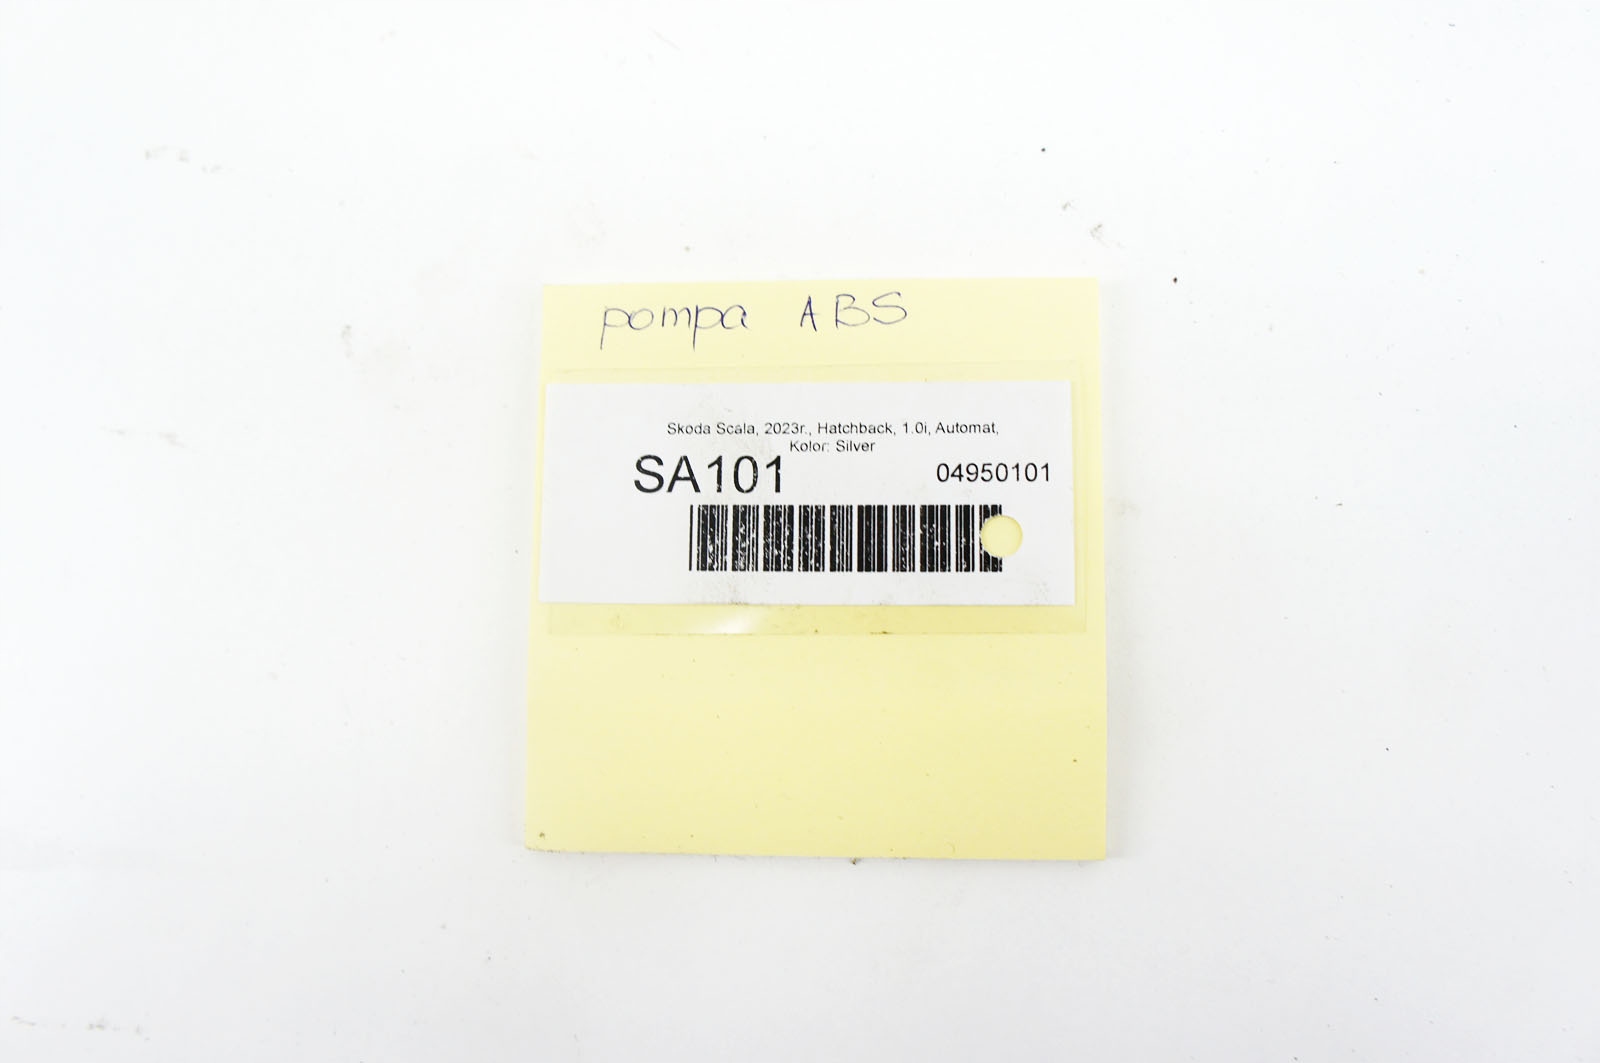 pompa ABS
Skoda Scala, 2023r., Hatchback, 1.0i, Automat,
Kolor: Silver
SA101
04950101